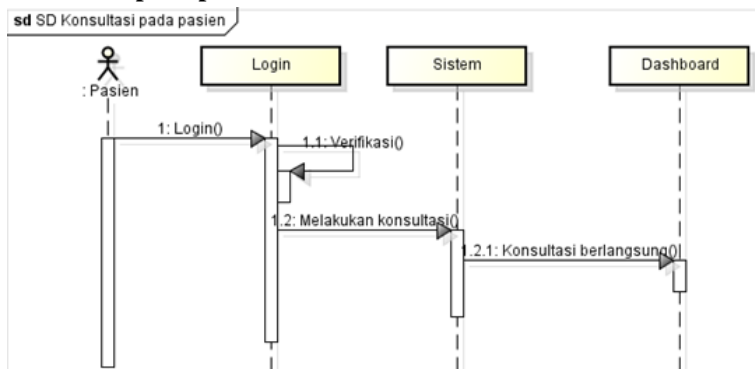 sd SD Konsultasi pada pasien
: Pasien
Login
Sistem
Dashboard
1: Login()
1.1: Verifikasi()
1.2: Melakukan konsultasi()
1.2.1: Konsultasi berlangsung()